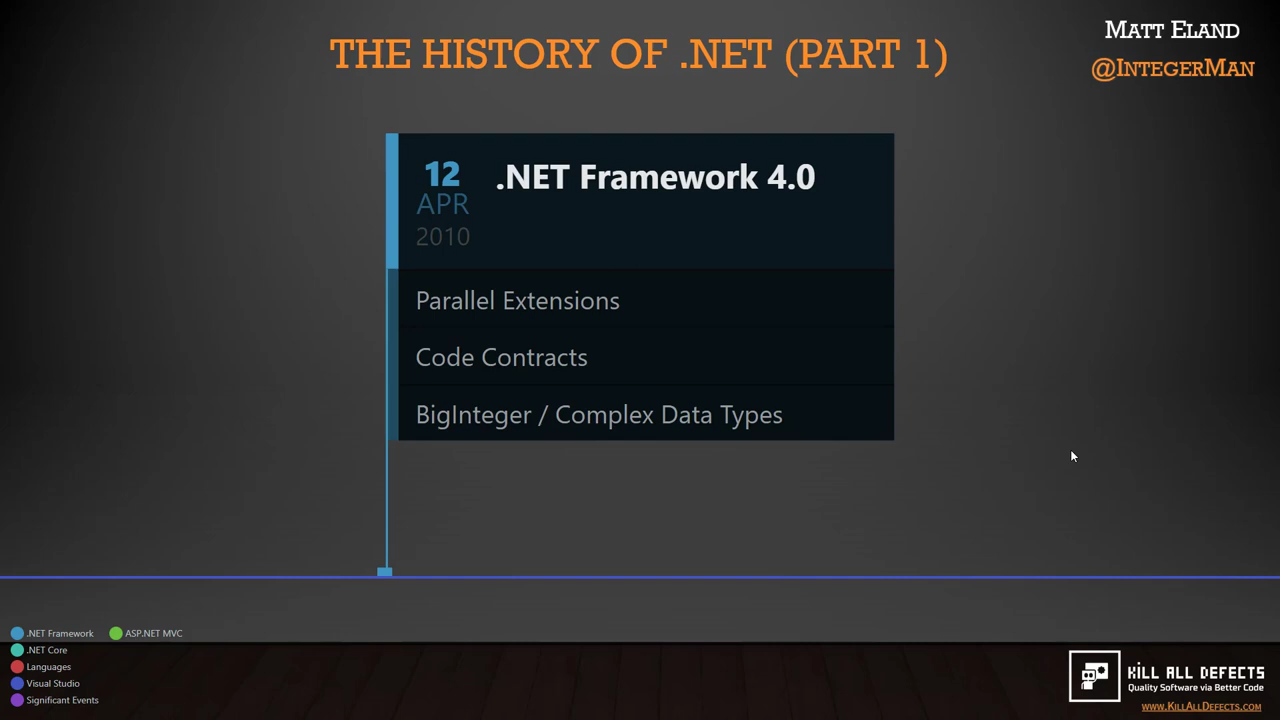 THE HISTORY OF .NET (PART 1)
MATT ELAND
@INTEGERMAN
12
APR
2010
.NET Framework 4.0
Parallel Extensions
Code Contracts
BigInteger / Complex Data Types
.NET Framework
ASP.NET MVC
.NET Core
Languages
Visual Studio
Significant Events
KILL ALL DEFECTS
Quality Software via Better Code
WWW.KILLALLDEFECTS.COM